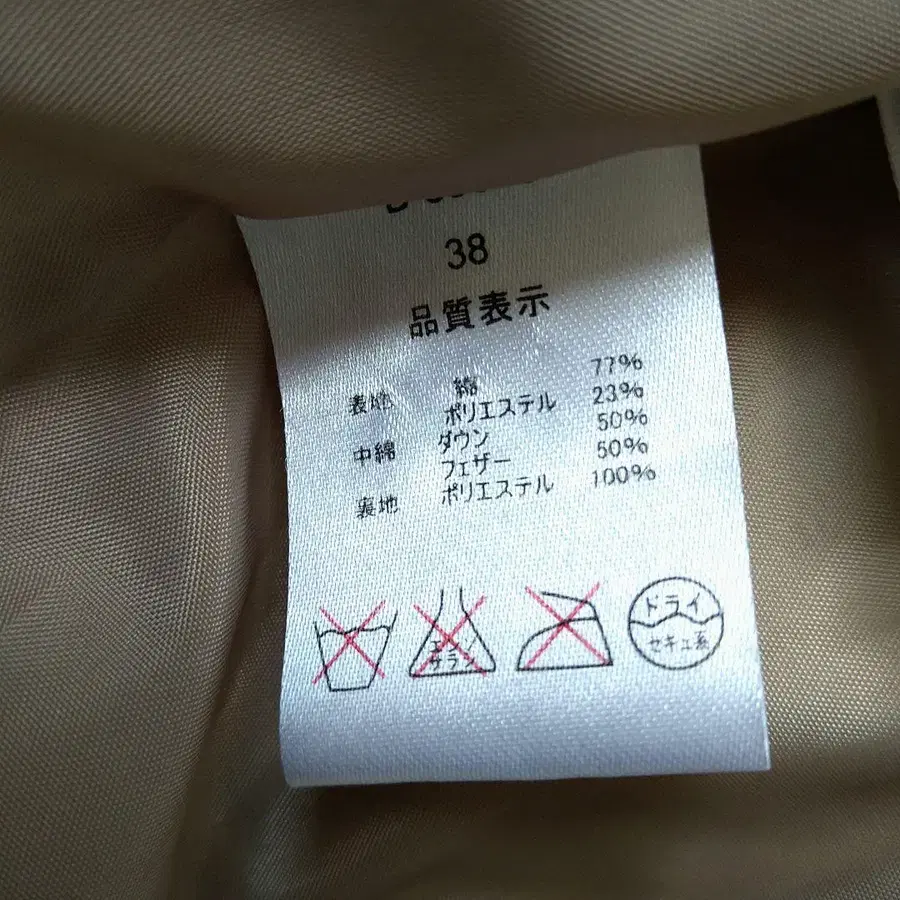 38
品質表示
表地 綿 77%
ポリエステル 23%
中綿 ダウン 50%
フェザー 50%
裏地 ポリエステル 100%
エンソ
サラシ
ドライ
セキユ系